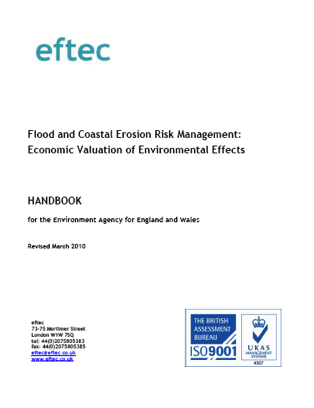 eftec
Flood and Coastal Erosion Risk Management:
Economic Valuation of Environmental Effects
HANDBOOK
for the Environment Agency for England and Wales
Revised March 2010
eftec
73-75 Mortimer Street
London W1W 7SQ
tel: 44(0)2075805383
fax: 44(0)2075805385
eftec@eftec.co.uk
www.eftec.co.uk
THE BRITISH
ASSESSMENT
BUREAU
ISO9001
UKAS
MANAGEMENT
SYSTEMS
4387